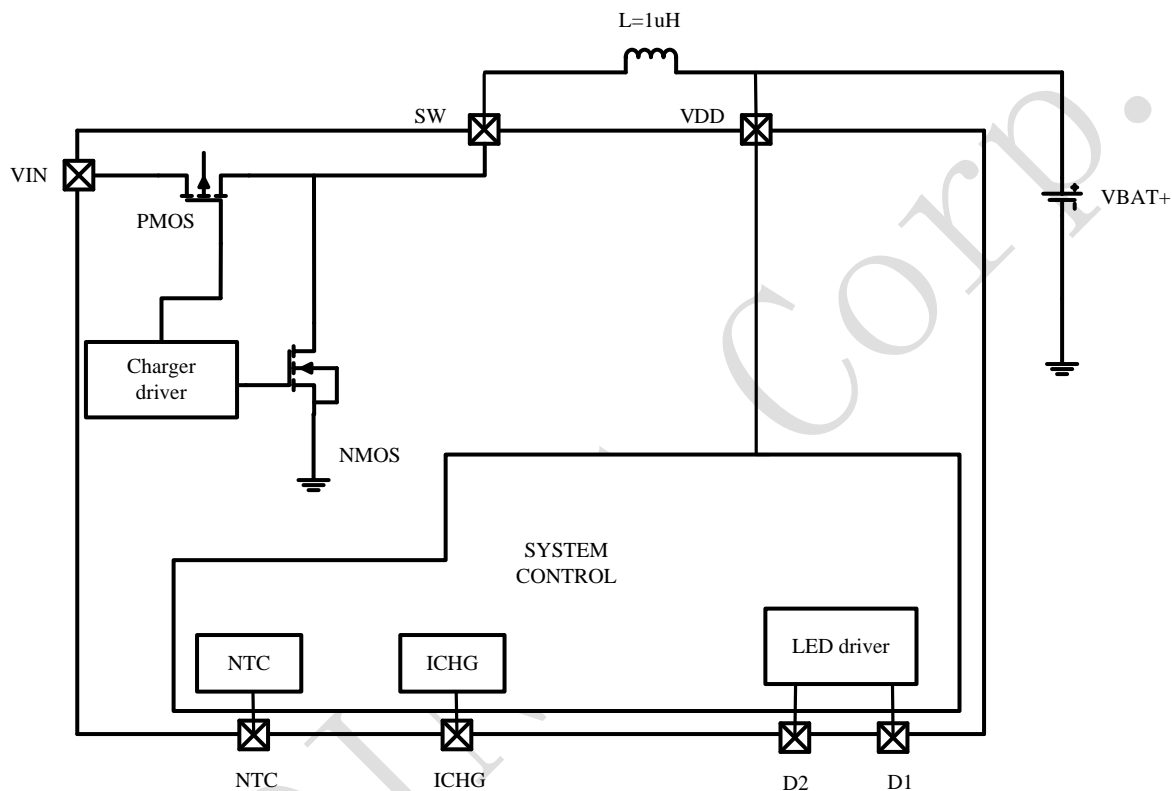 L=1uH
SW
VDD
VIN
PMOS
VBAT+
Charger
driver
NMOS
SYSTEM
CONTROL
NTC
ICHG
LED driver
NTC
ICHG
D2
D1
Corp.